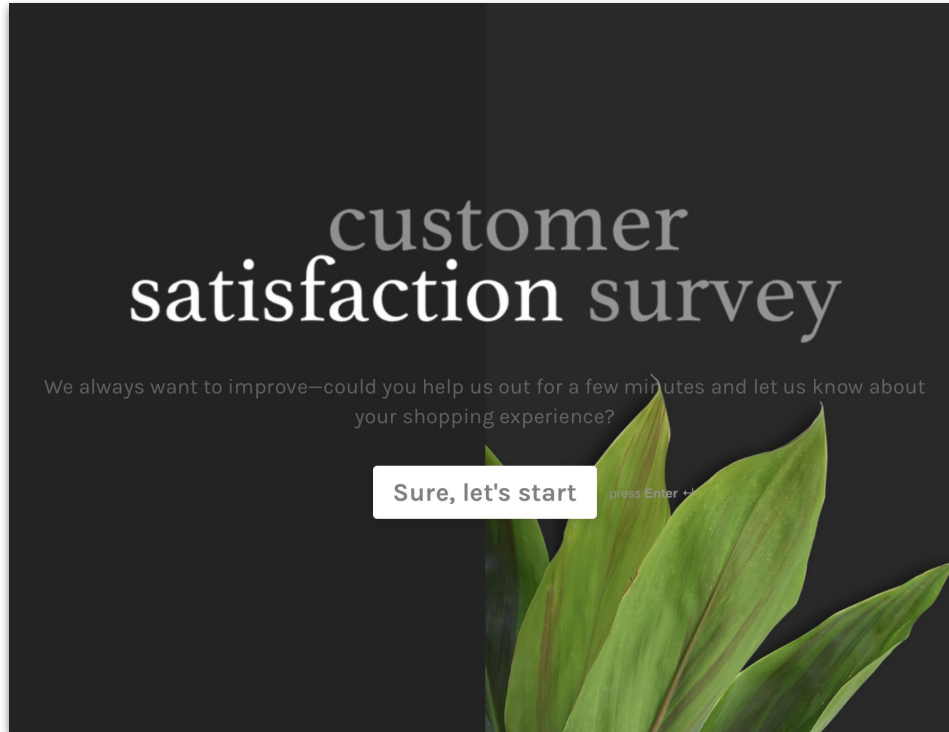 customer
satisfaction survey
We always want to improve—could you help us out for a few minutes and let us know about
your shopping experience?
Sure, let's start
press Enter ↵